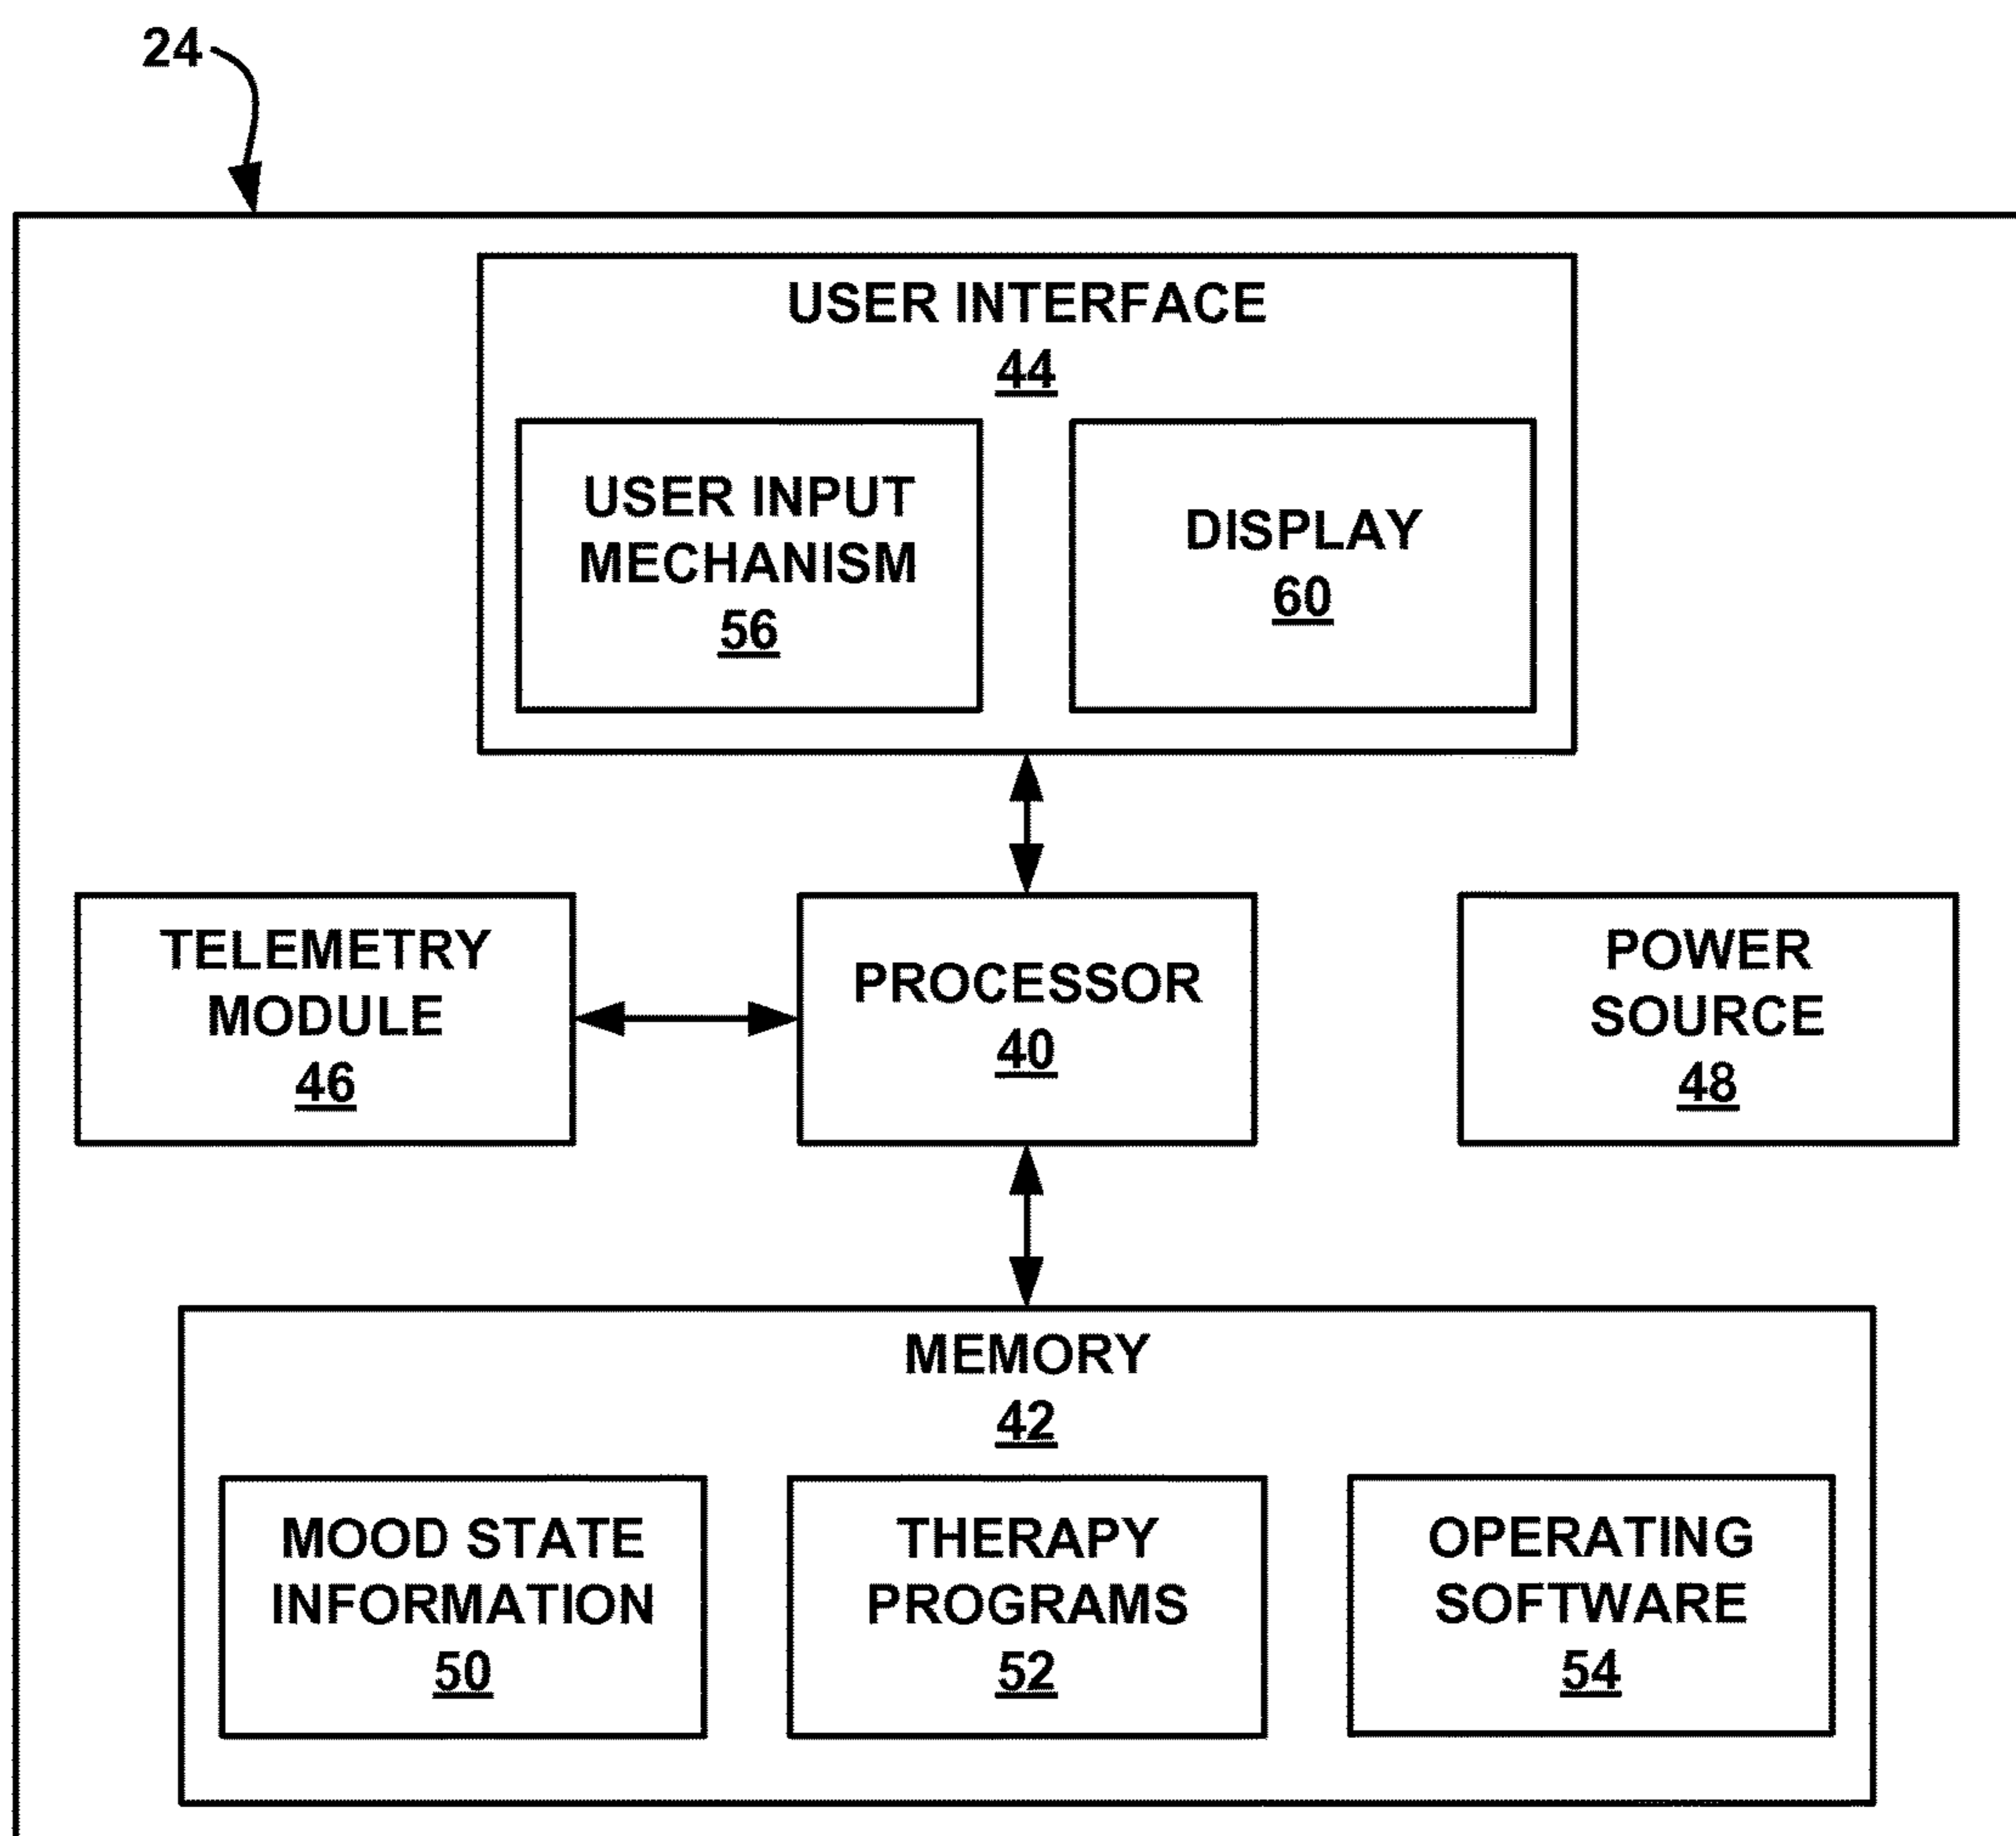 24
USER INTERFACE
44
USER INPUT
MECHANISM
56
DISPLAY
60
TELEMETRY
MODULE
46
PROCESSOR
40
POWER
SOURCE
48
MEMORY
42
MOOD STATE
INFORMATION
50
THERAPY
PROGRAMS
52
OPERATING
SOFTWARE
54